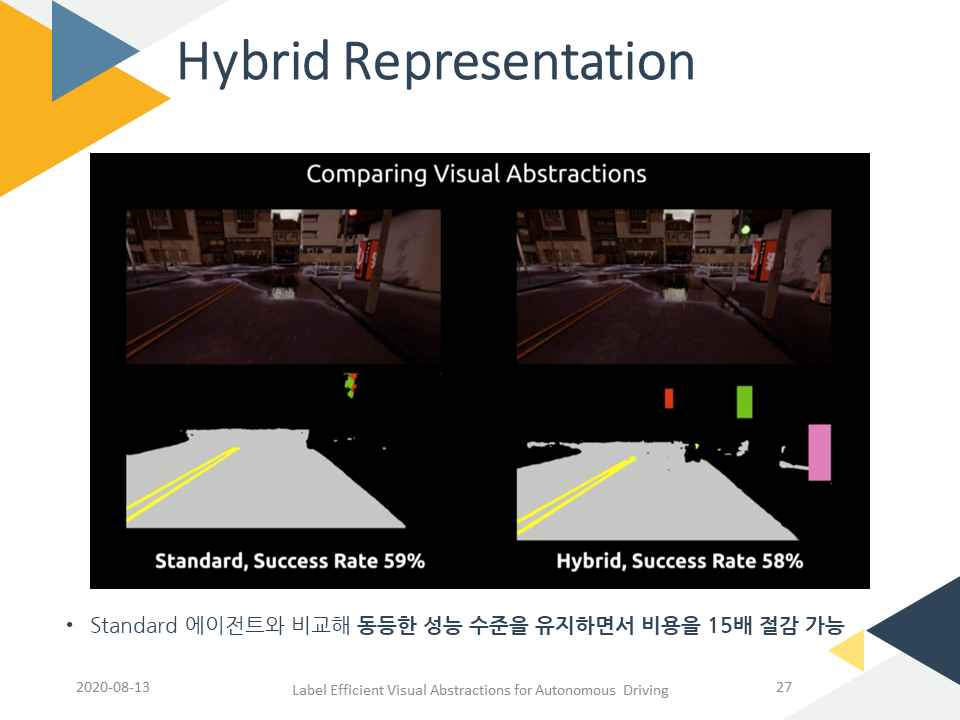 Hybrid Representation
Comparing Visual Abstractions
Standard, Success Rate 59%
Hybrid, Success Rate 58%
• Standard 에이전트와 비교해 동등한 성능 수준을 유지하면서 비용을 15배 절감 가능
2020-08-13
Label Efficient Visual Abstractions for Autonomous Driving
27